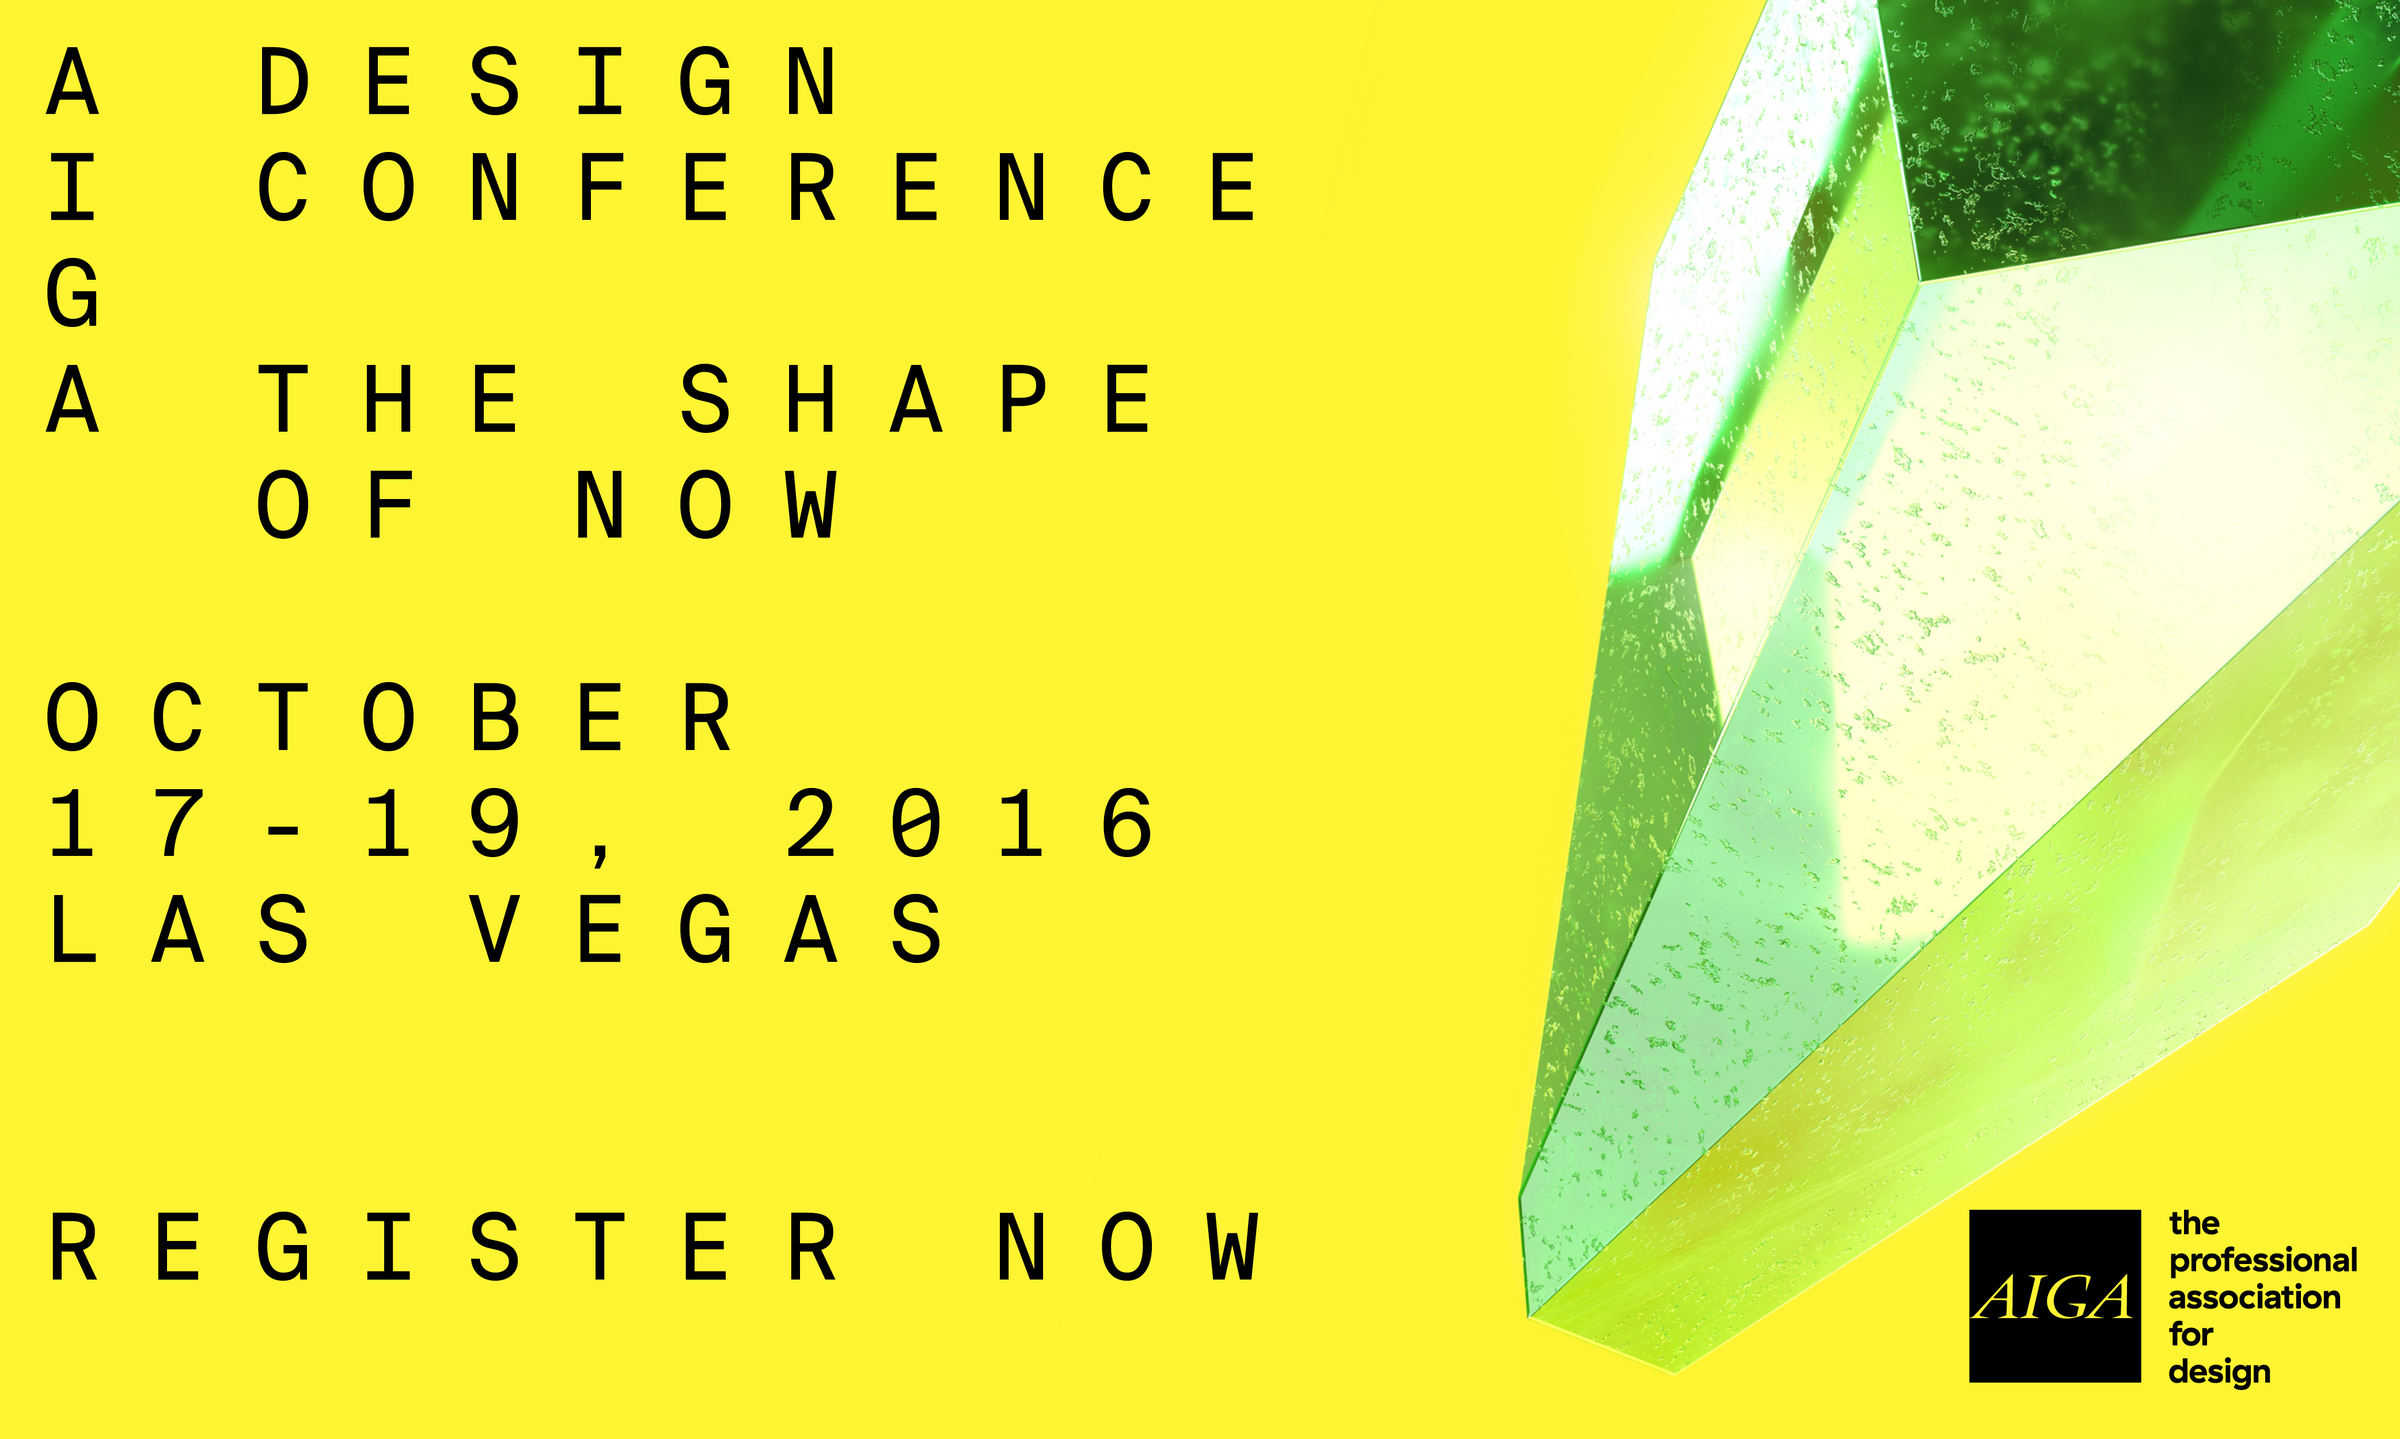 A DESIGN
I CONFERENCE
G
A THE SHAPE
OF NOW
OCTOBER
17-19, 2016
LAS VEGAS
REGISTER NOW
AIGA
the
professional
association
for
design